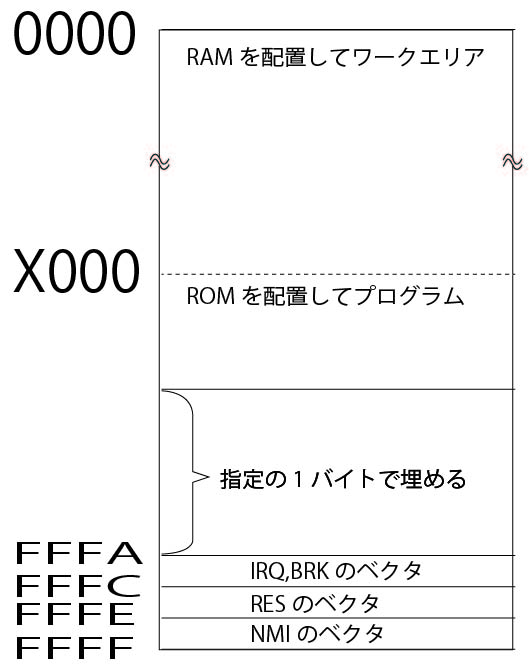 0000
RAM を配置してワークエリア
X000
ROM を配置してプログラム
指定の 1 バイトで埋める
FFFA
IRQ,BRK のベクタ
FFFC
RES のベクタ
FFFE
NMI のベクタ
FFFF